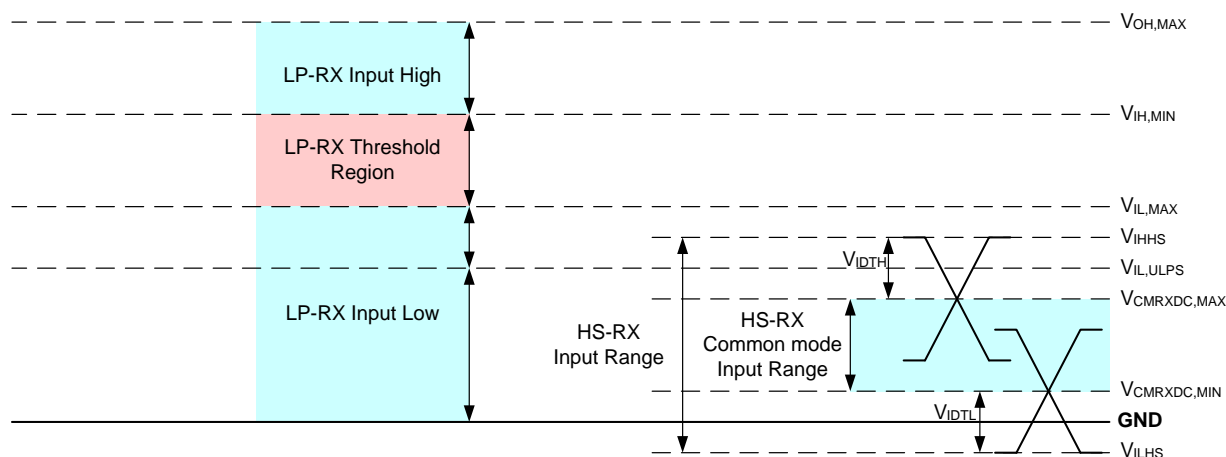 VOH,MAX
LP-RX Input High
VIH,MIN
LP-RX Threshold
Region
VIL,MAX
VIHHS
VIDTH
VIL,ULPS
VCMRXDC,MAX
LP-RX Input Low
HS-RX
Input Range
HS-RX
Common mode
Input Range
VCMRXDC,MIN
VIDTL
GND
VILHS